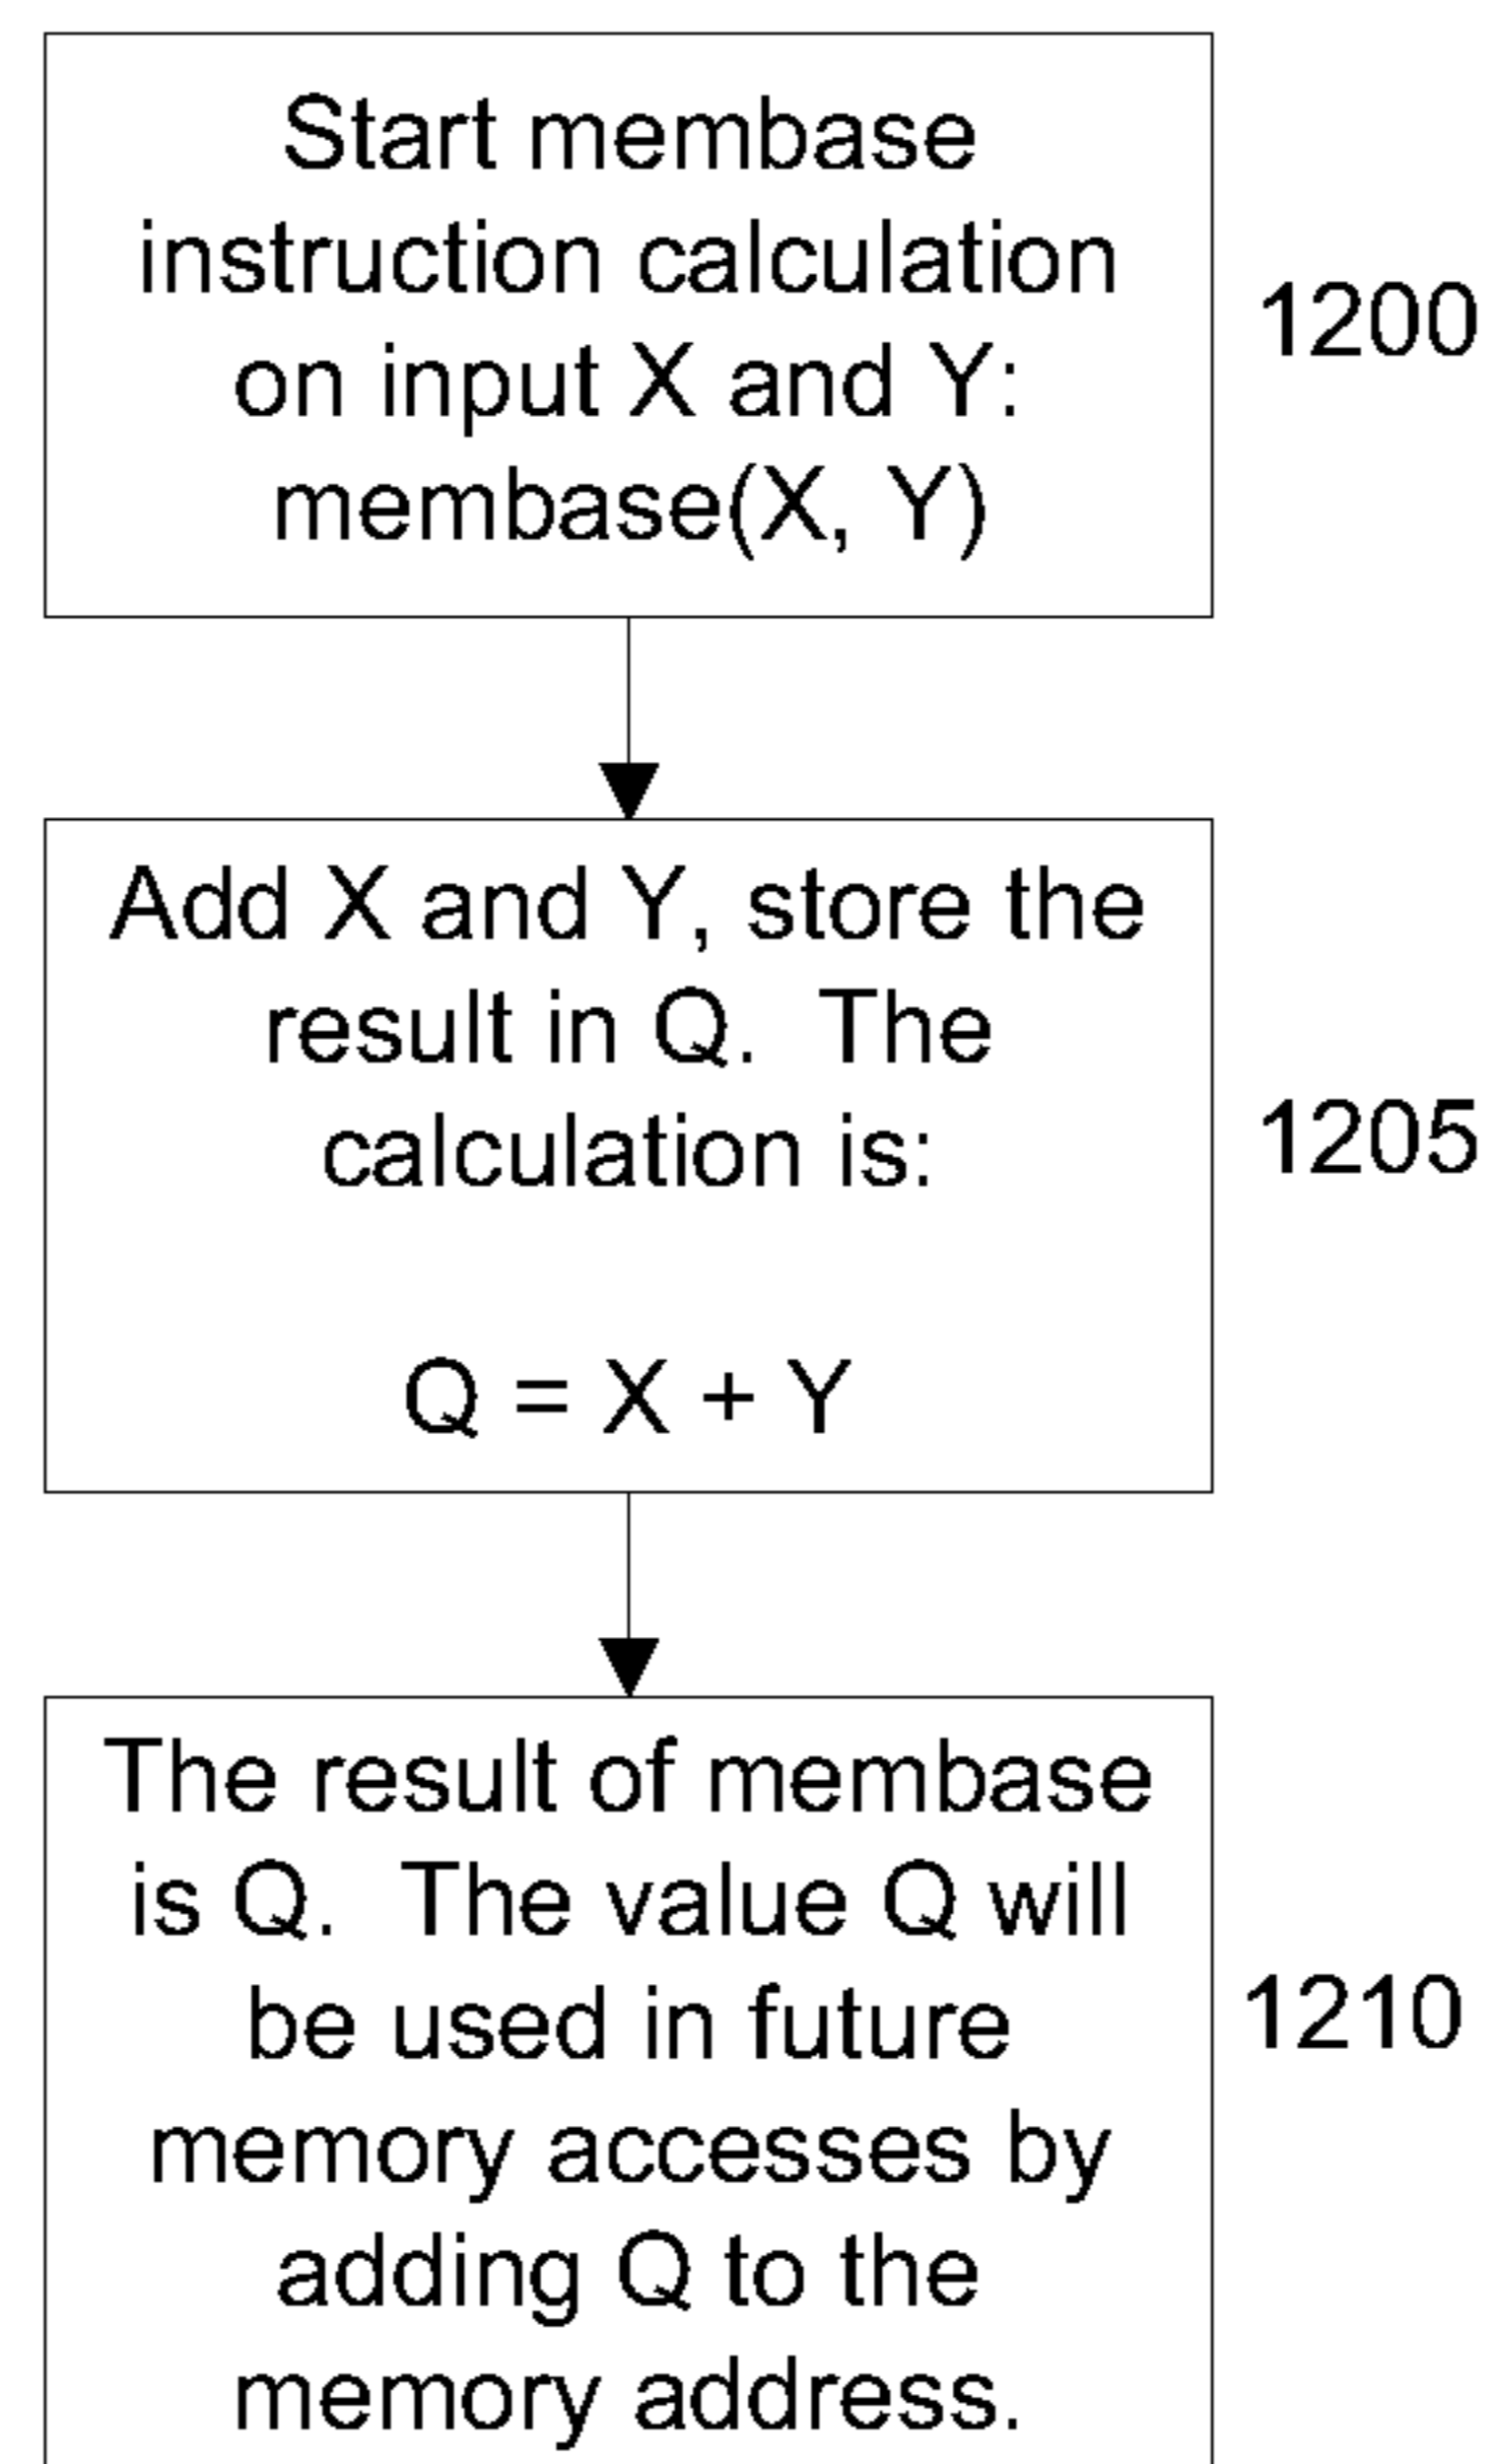 Start membase
instruction calculation
on input X and Y:
membase(X, Y)
1200
Add X and Y, store the
result in Q.  The
calculation is:
Q = X + Y
1205
The result of membase
is Q.  The value Q will
be used in future
memory accesses by
adding Q to the
memory address.
1210